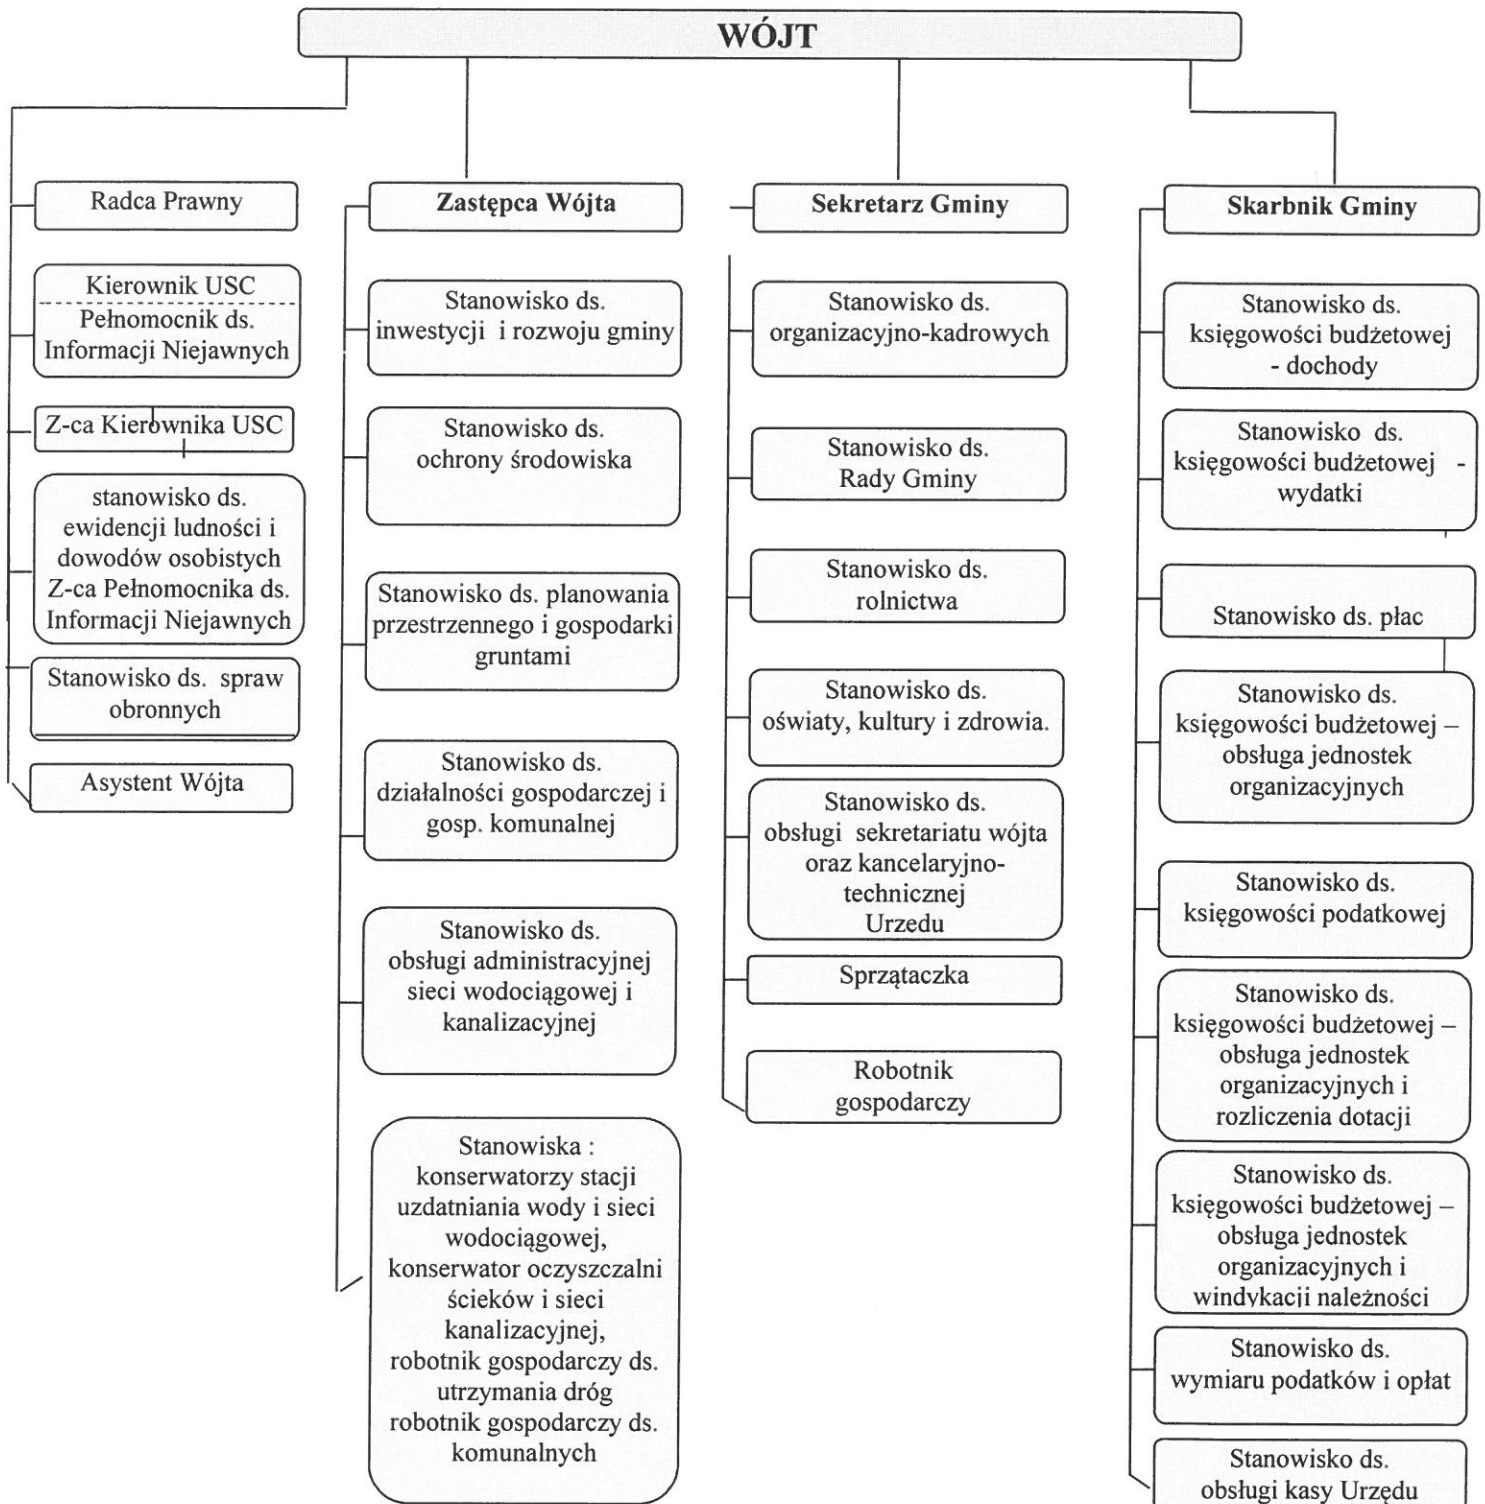 WÓJT
Radca Prawny
Kierownik USC
Pełnomocnik ds.
Informacji Niejawnych
Z-ca Kierownika USC
stanowisko ds.
ewidencji ludności i
dowodów osobistych
Z-ca Pełnomocnika ds.
Informacji Niejawnych
Stanowisko ds. spraw
obronnych
Asystent Wójta
Zastępca Wójta
Stanowisko ds.
inwestycji i rozwoju gminy
Stanowisko ds.
ochrony środowiska
Stanowisko ds. planowania
przestrzennego i gospodarki
gruntami
Stanowisko ds.
działalności gospodarczej i
gosp. komunalnej
Stanowisko ds.
obsługi administracyjnej
sieci wodociągowej i
kanalizacyjnej
Stanowiska :
konserwatorzy stacji
uzdatniania wody i sieci
wodociągowej,
konserwator oczyszczalni
ścieków i sieci
kanalizacyjnej,
robotnik gospodarczy ds.
utrzymania dróg
robotnik gospodarczy ds.
komunalnych
Sekretarz Gminy
Stanowisko ds.
organizacyjno-kadrowych
Stanowisko ds.
Rady Gminy
Stanowisko ds.
rolnictwa
Stanowisko ds.
oświaty, kultury i zdrowia.
Stanowisko ds.
obsługi sekretariatu wójta
oraz kancelaryjno-
technicznej
Urzedu
Sprzątaczka
Robotnik
gospodarczy
Skarbnik Gminy
Stanowisko ds.
księgowości budżetowej
- dochody
Stanowisko ds.
księgowości budżetowej -
wydatki
Stanowisko ds. płac
Stanowisko ds.
księgowości budżetowej –
obsługa jednostek
organizacyjnych
Stanowisko ds.
księgowości podatkowej
Stanowisko ds.
księgowości budżetowej –
obsługa jednostek
organizacyjnych i
rozliczenia dotacji
Stanowisko ds.
księgowości budżetowej –
obsługa jednostek
organizacyjnych i
windykacji należności
Stanowisko ds.
wymiaru podatków i opłat
Stanowisko ds.
obsługi kasy Urzędu